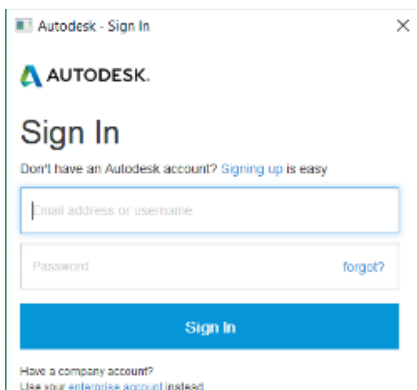 Autodesk - Sign In
AUTODESK.
Sign In
Don't have an Autodesk account? Signing up is easy
Email address or username
Password forgot?
Sign In
Have a company account?
Use your enterprise account instead